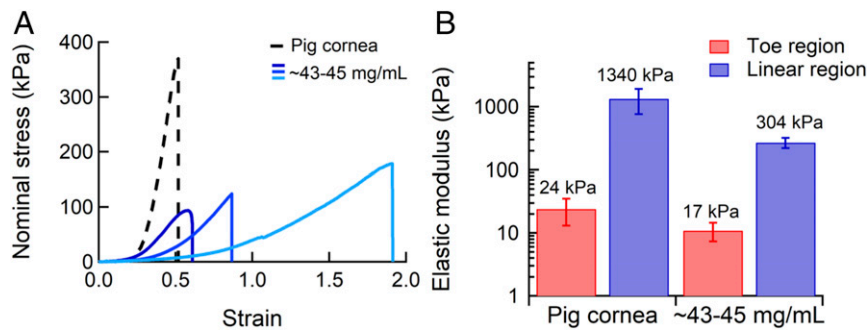 A
Nominal stress (kPa)
400
300
200
100
0
0.0 0.5 1.0 1.5 2.0
Strain
Pig cornea
~43-45 mg/mL
B
Elastic modulus (kPa)
1000
100
10
1
Toe region
Linear region
24 kPa
1340 kPa
17 kPa
304 kPa
Pig cornea ~43-45 mg/mL